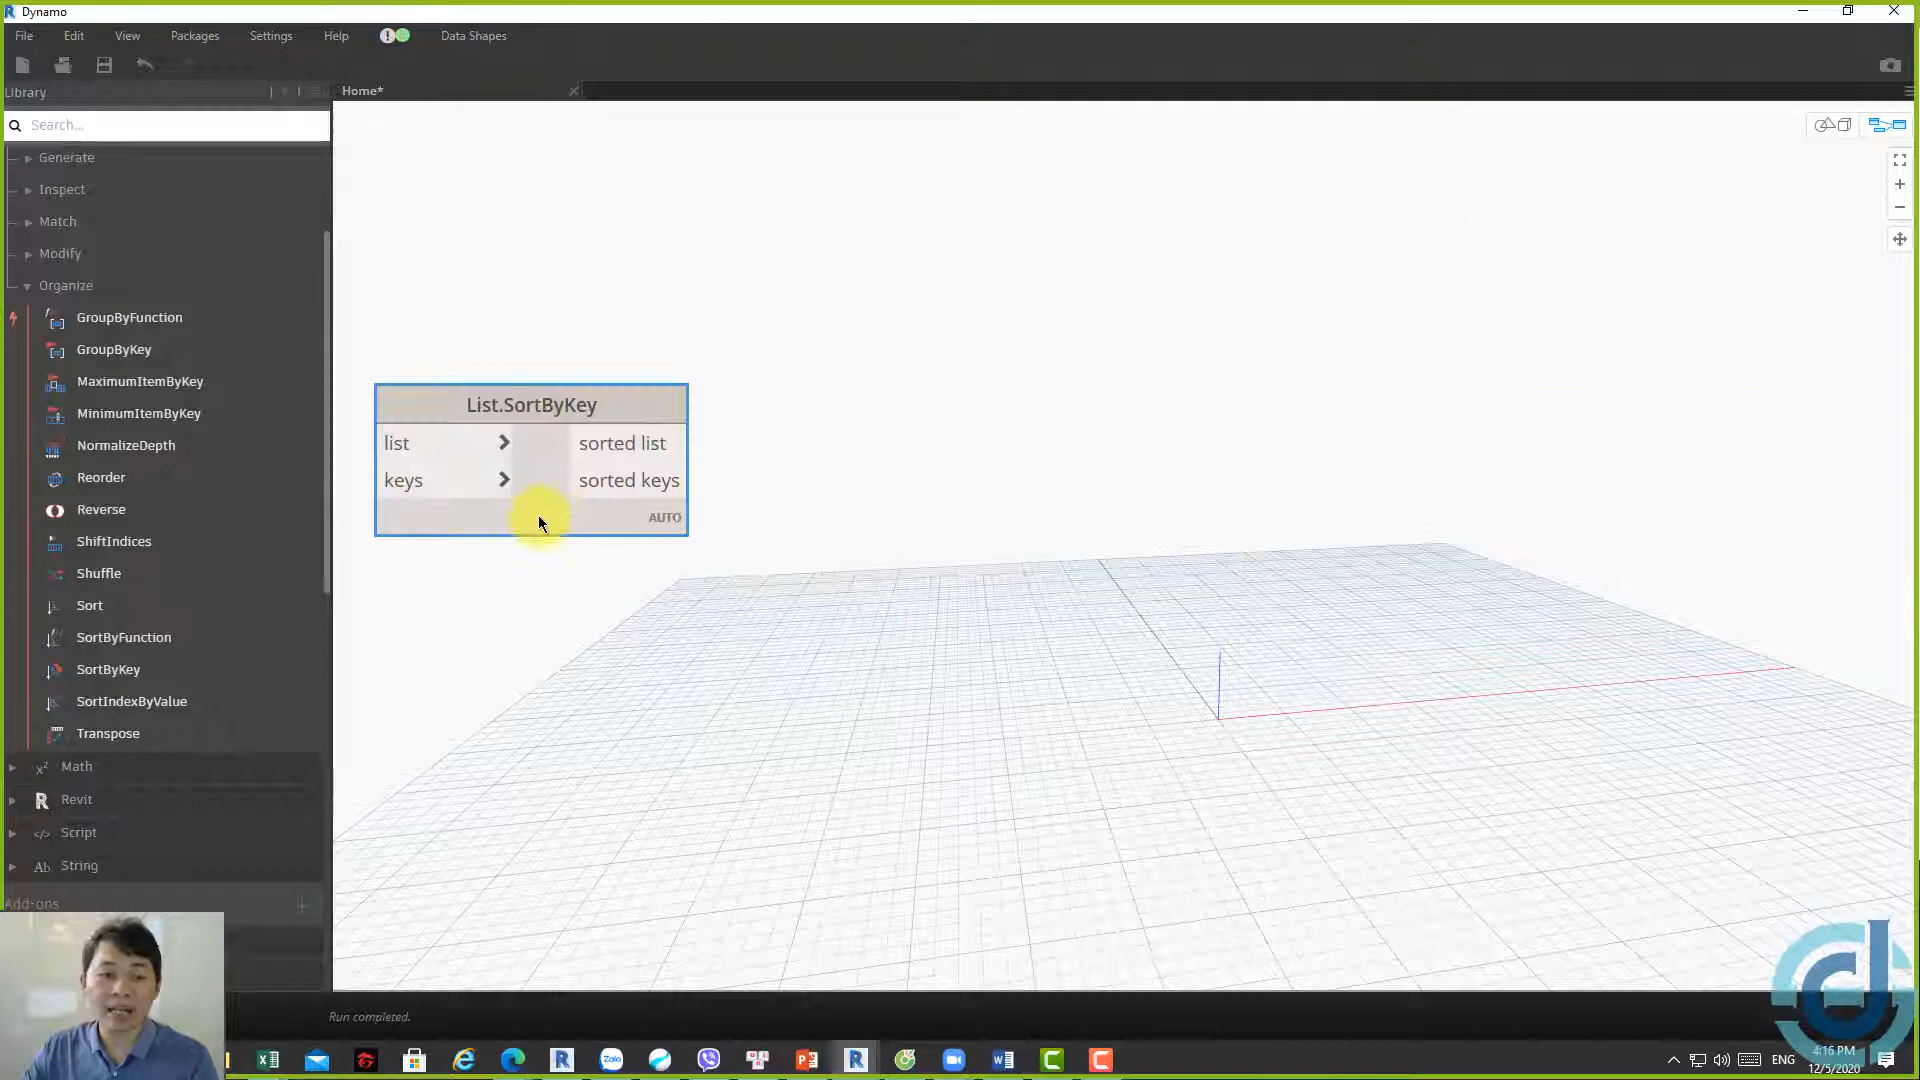 Dynamo
File Edit View Packages Settings Help Data Shapes
Library
Home*
Search...
Generate
Inspect
Match
Modify
Organize
GroupByFunction
GroupByKey
MaximumItemByKey
MinimumItemByKey
NormalizeDepth
Reorder
Reverse
ShiftIndices
Shuffle
Sort
SortByFunction
SortByKey
SortIndexByValue
Transpose
Math
Revit
Script
String
Add-ons
List.SortByKey
list sorted list
keys sorted keys
AUTO
Run completed.
Zalo
ENG
4:16 PM
12/5/2020